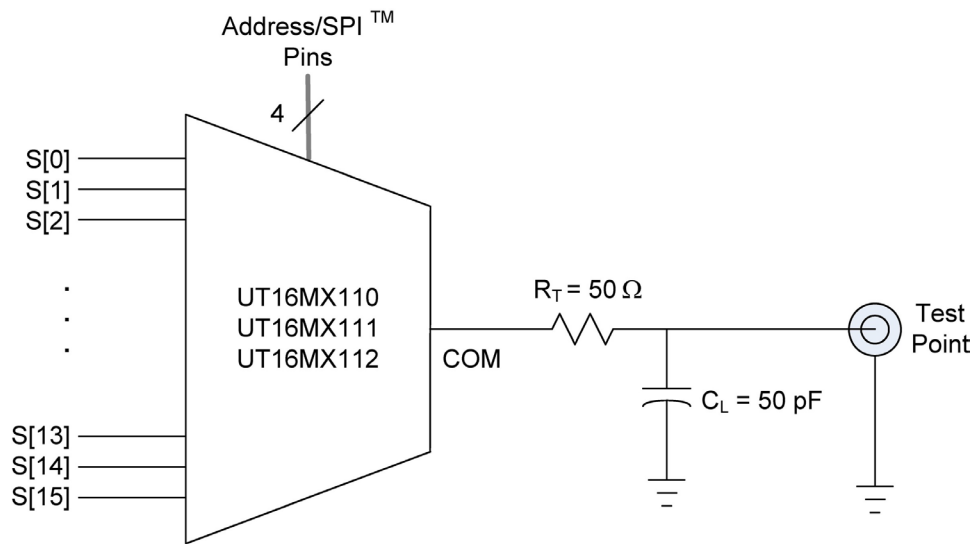 Address/SPI ™
Pins
4
S[0]
S[1]
S[2]
.
.
.
S[13]
S[14]
S[15]
UT16MX110
UT16MX111
UT16MX112
COM
R_T = 50 Ω
C_L = 50 pF
Test
Point